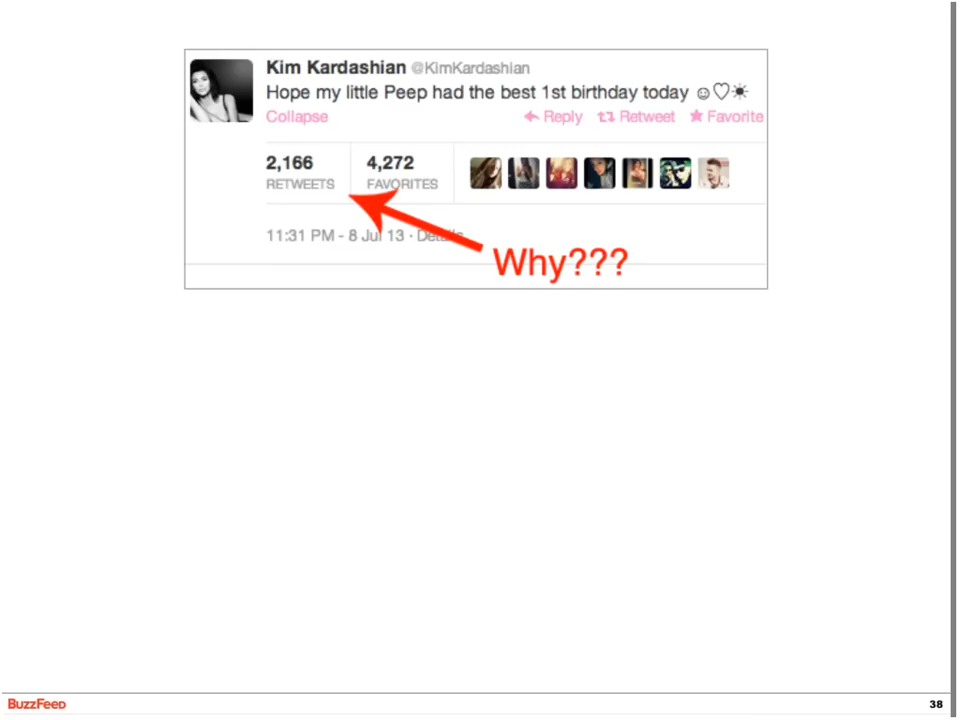 Kim Kardashian @KimKardashian
Hope my little Peep had the best 1st birthday today ☺♡☀
Collapse Reply Retweet Favorite
2,166 4,272
RETWEETS FAVORITES
11:31 PM - 8 Jul 13 · Details
Why???
BuzzFeed 38